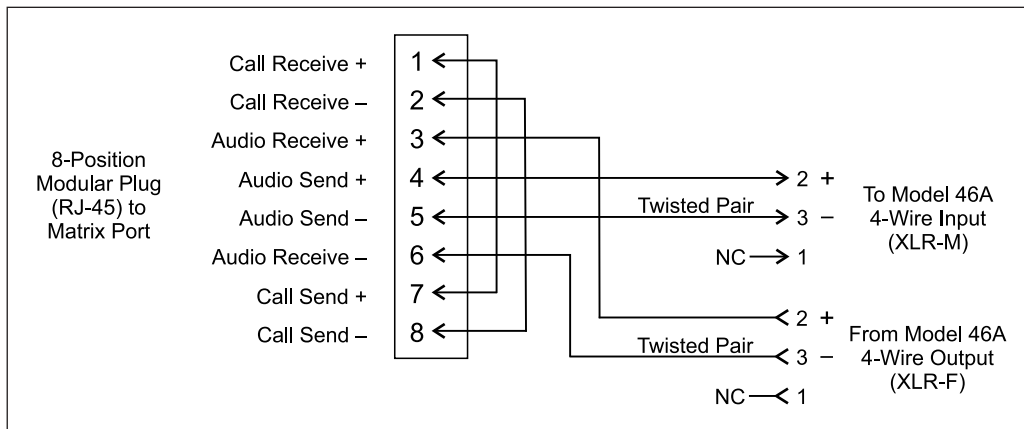 8-Position
Modular Plug
(RJ-45) to
Matrix Port
Call Receive + 1
Call Receive – 2
Audio Receive + 3
Audio Send + 4
Audio Send – 5
Audio Receive – 6
Call Send + 7
Call Send – 8
2 +
Twisted Pair 3 –
NC 1
To Model 46A
4-Wire Input
(XLR-M)
2 +
Twisted Pair 3 –
NC 1
From Model 46A
4-Wire Output
(XLR-F)